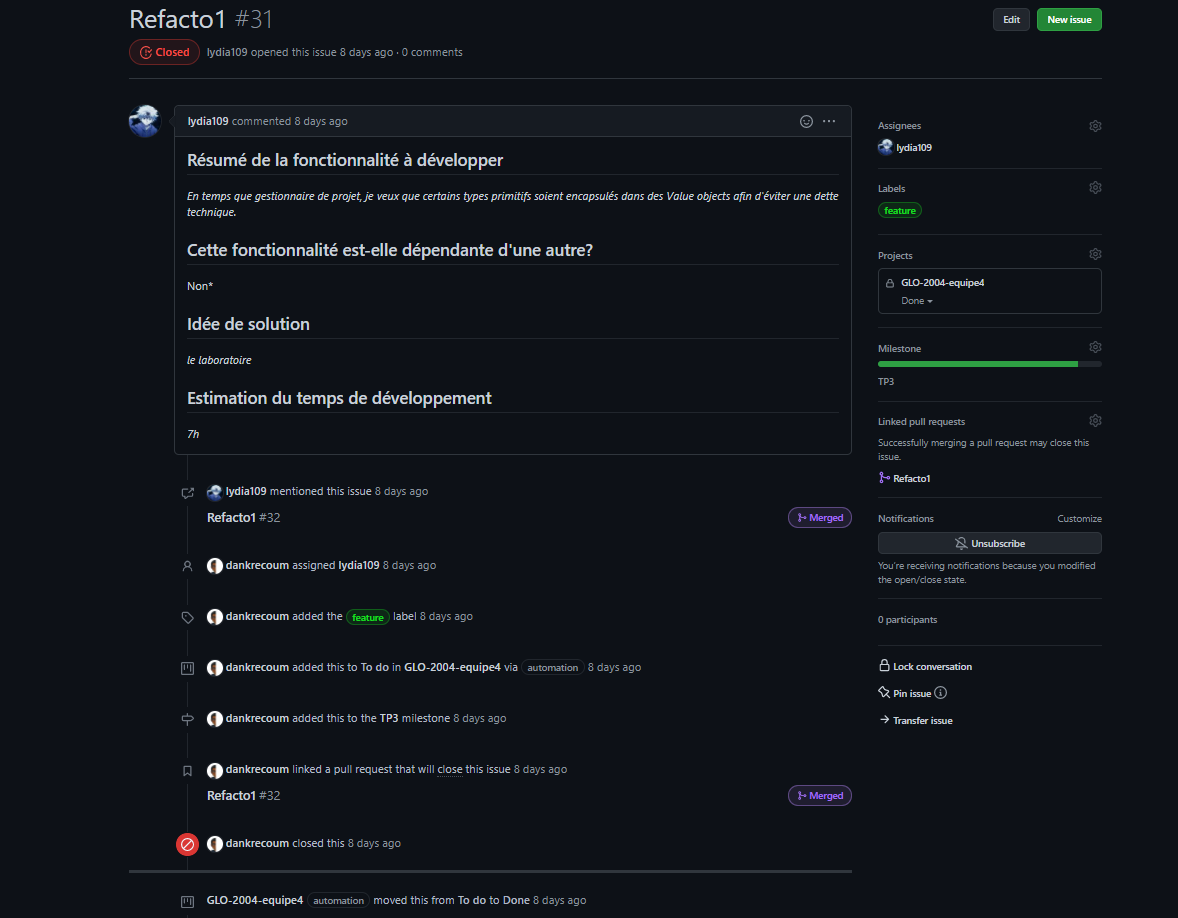 Refacto1 #31
Edit
New issue
Closed
lydia109 opened this issue 8 days ago · 0 comments
lydia109 commented 8 days ago
Résumé de la fonctionnalité à développer
En temps que gestionnaire de projet, je veux que certains types primitifs soient encapsulés dans des Value objects afin d'éviter une dette
technique.
Cette fonctionnalité est-elle dépendante d'une autre?
Non*
Idée de solution
le laboratoire
Estimation du temps de développement
7h
lydia109 mentioned this issue 8 days ago
Refacto1 #32
Merged
dankrecoum assigned lydia109 8 days ago
dankrecoum added the feature label 8 days ago
dankrecoum added this to To do in GLO-2004-equipe4 via automation 8 days ago
dankrecoum added this to the TP3 milestone 8 days ago
dankrecoum linked a pull request that will close this issue 8 days ago
Refacto1 #32
Merged
dankrecoum closed this 8 days ago
GLO-2004-equipe4 automation moved this from To do to Done 8 days ago
Assignees
lydia109
Labels
feature
Projects
GLO-2004-equipe4
Done
Milestone
TP3
Linked pull requests
Successfully merging a pull request may close this
issue.
Refacto1
Notifications
Customize
Unsubscribe
You're receiving notifications because you modified
the open/close state.
0 participants
Lock conversation
Pin issue
Transfer issue